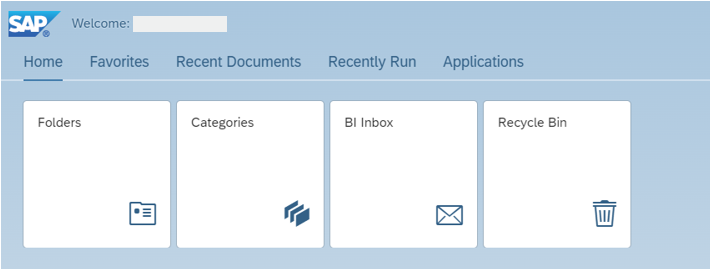 SAP ® Welcome:
Home Favorites Recent Documents Recently Run Applications
Folders Categories BI Inbox Recycle Bin